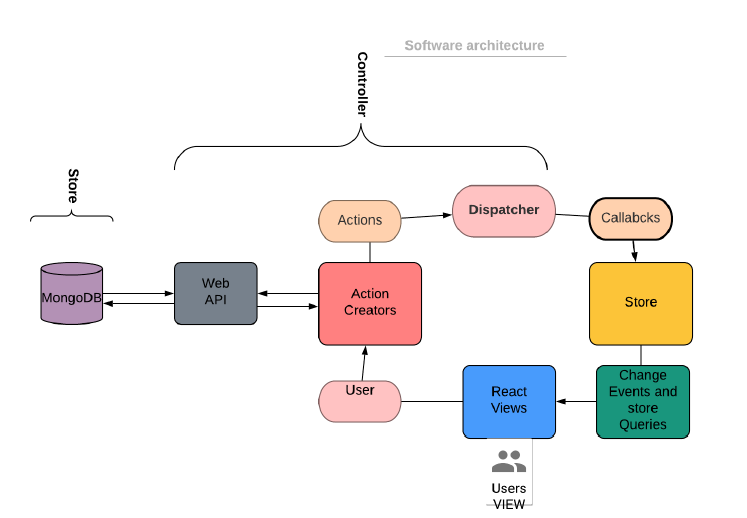 Software architecture
Controller
Store
Actions
Dispatcher
Callabcks
MongoDB
Web
API
Action
Creators
Store
User
React
Views
Change
Events and
store
Queries
Users
VIEW